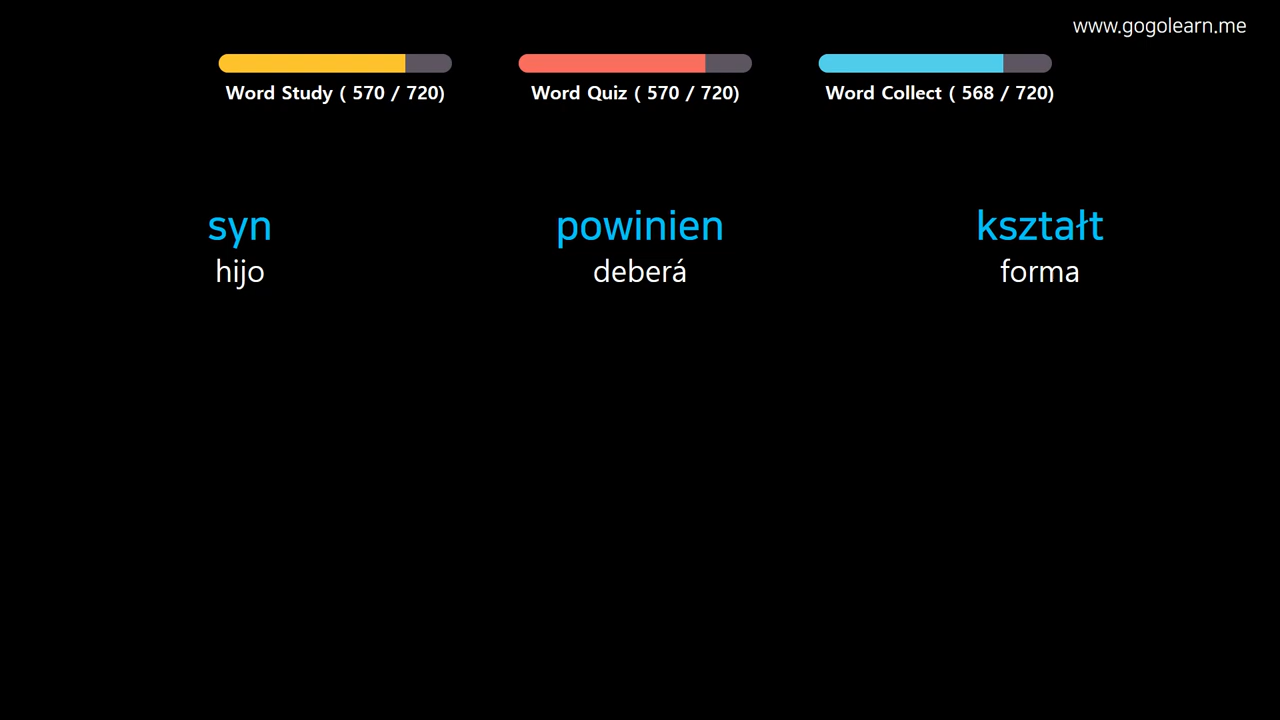 www.gogolearn.me
Word Study ( 570 / 720)
Word Quiz ( 570 / 720)
Word Collect ( 568 / 720)
syn
hijo
powinien
deberá
kształt
forma